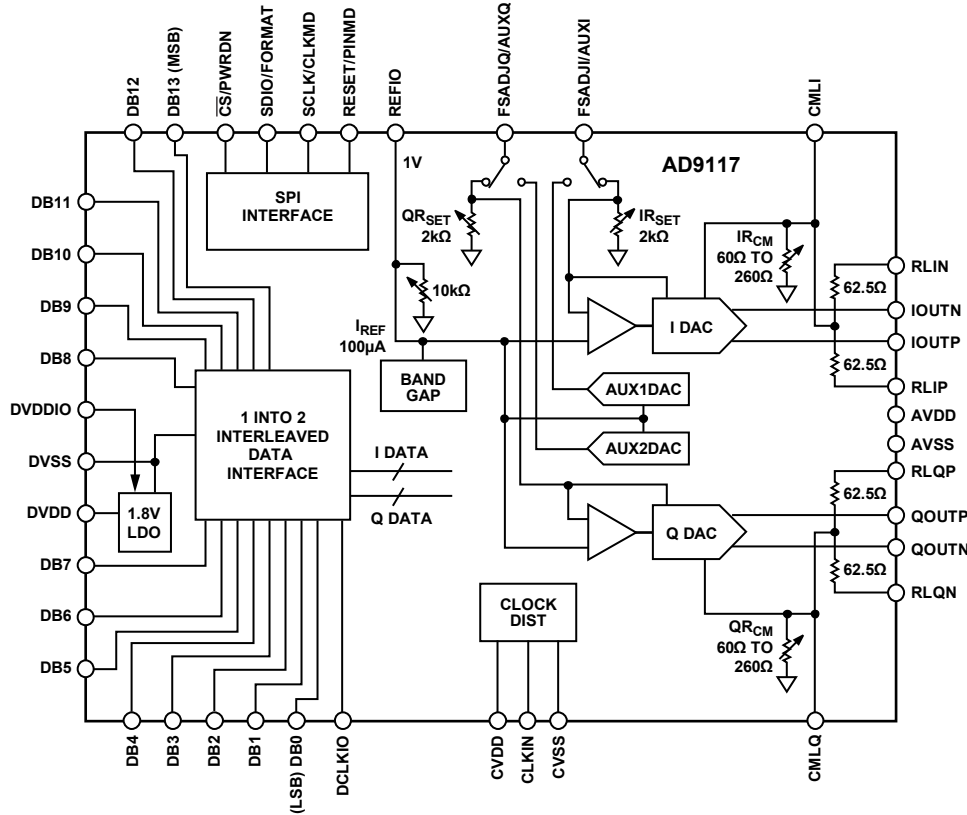 DB12
DB13 (MSB)
CS/PWRDN
SDIO/FORMAT
SCLK/CLKMD
RESET/PINMD
REFIO
FSADJQ/AUXQ
FSADJI/AUXI
CMLI
1V
AD9117
SPI
INTERFACE
DB11
DB10
DB9
DB8
DVDDIO
DVSS
DVDD
DB7
DB6
DB5
QRSET
2kΩ
IRSET
2kΩ
IRCM
60Ω TO
260Ω
10kΩ
IREF
100µA
BAND
GAP
I DAC
AUX1DAC
AUX2DAC
1 INTO 2
INTERLEAVED
DATA
INTERFACE
I DATA
Q DATA
1.8V
LDO
Q DAC
CLOCK
DIST
QRCM
60Ω TO
260Ω
62.5Ω
62.5Ω
62.5Ω
62.5Ω
RLIN
IOUTN
IOUTP
RLIP
AVDD
AVSS
RLQP
QOUTP
QOUTN
RLQN
DB4
DB3
DB2
DB1
(LSB) DB0
DCLKIO
CVDD
CLKIN
CVSS
CMLQ